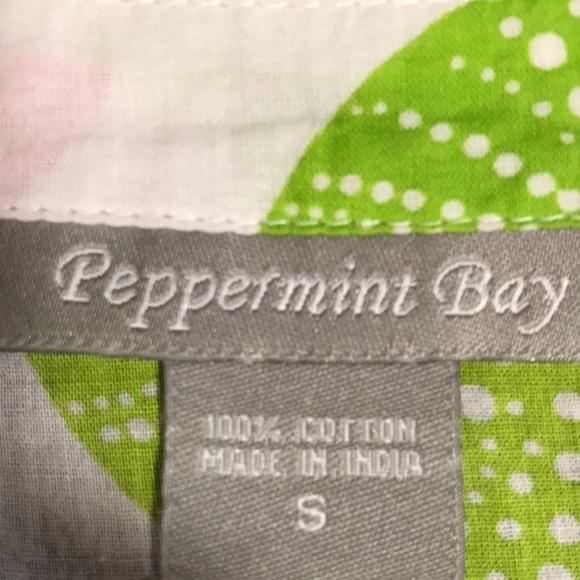 Peppermint Bay
100% COTTON
MADE IN INDIA
S